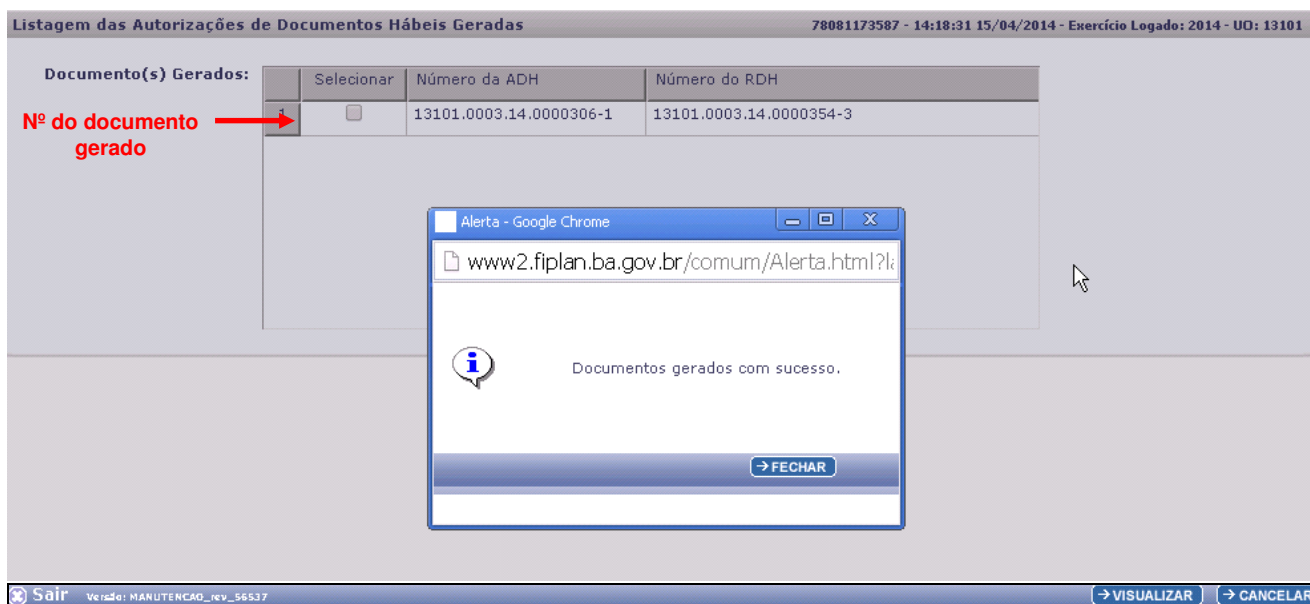 Listagem das Autorizações de Documentos Hábeis Geradas 78081173587 - 14:18:31 15/04/2014 - Exercício Logado: 2014 - UO: 13101
Documento(s) Gerados:
Selecionar Número da ADH Número do RDH
1 13101.0003.14.0000306-1 13101.0003.14.0000354-3
Nº do documento
gerado
Alerta - Google Chrome
www2.fiplan.ba.gov.br/comum/Alerta.html?la
Documentos gerados com sucesso.
FECHAR
Sair Versão: MANUTENCAO_rev_56537 VISUALIZAR CANCELAR